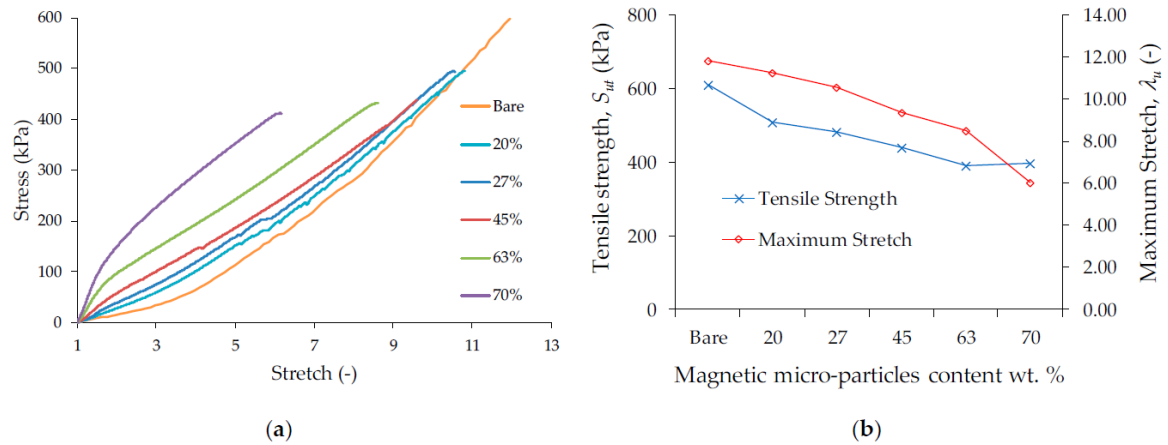 600
500
400
300
200
100
0
Stress (kPa)
1 3 5 7 9 11 13
Stretch (-)
Bare
20%
27%
45%
63%
70%
(a)
800
600
400
200
0
Tensile strength, Sut (kPa)
14.00
12.00
10.00
8.00
6.00
4.00
2.00
0.00
Maximum Stretch, λu (-)
Tensile Strength
Maximum Stretch
Bare 20 27 45 63 70
Magnetic micro-particles content wt. %
(b)